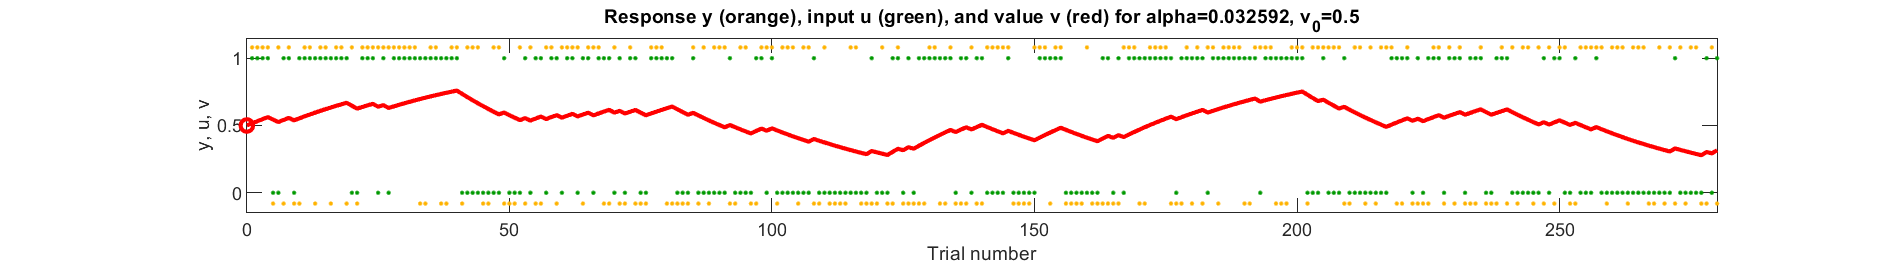 Response y (orange), input u (green), and value v (red) for alpha=0.032592, v0=0.5
y, u, v
1
0.5
0
0 50 100 150 200 250
Trial number